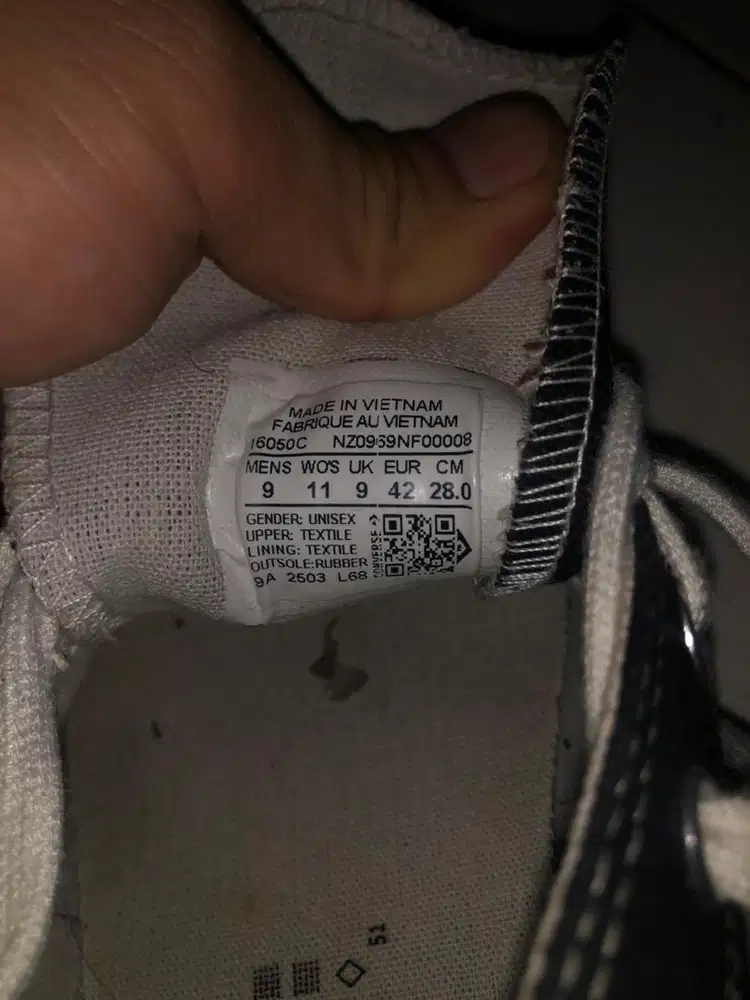 MADE IN VIETNAM
FABRIQUE AU VIETNAM
16050C NZ0969NF00008
MENS WO'S UK EUR CM
9 11 9 42 28.0
GENDER: UNISEX
UPPER: TEXTILE
LINING: TEXTILE
OUTSOLE:RUBBER
9A 2503 L68
CONVERSE
51